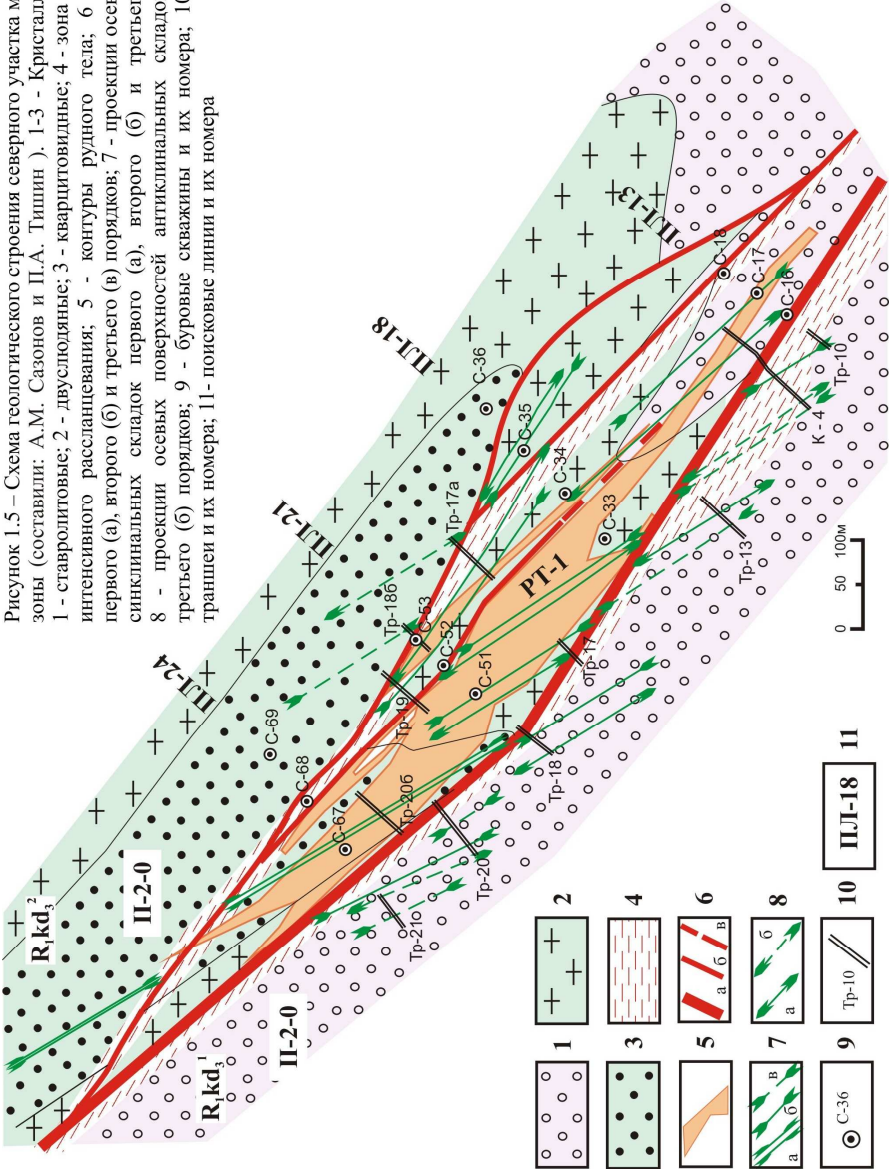 Рисунок 1.5 – Схема геологического строения северного участка
зоны (составили: А.М. Сазонов и П.А. Тишин ). 1-3 -
1 - ставролитовые; 2 - двуслюдяные; 3 - кварцитовидные; 4 - зона
интенсивного рассланцевания; 5 - контуры рудного тела; 6
первого (а), второго (б) и третьего (в) порядков; 7 - проекции
синклинальных складок первого (а), второго (б) и
8 - проекции осевых поверхностей антиклинальных
третьего (б) порядков; 9 - буровые скважины и их номера;
траншеи и их номера; 11- поисковые линии и их номера
R₁kd₃²
II-2-0
ПЛ-24
ПЛ-21
ПЛ-18
ПЛ-13
С-69
С-68
С-67
Тр-18б
С-53
С-52
С-51
Тр-17а
С-36
С-35
С-34
С-33
С-18
С-17
С-16
Тр-19
Тр-20б
РТ-1
R₁kd₃¹
II-2-0
Тр-21
Тр-20
Тр-18
Тр-17
Тр-13
К - 4
Тр-10
0 50 100м
1
2
3
4
5
6
а б в
7
а б в
8
а б
9
С-36
10
Тр-10
11
ПЛ-18